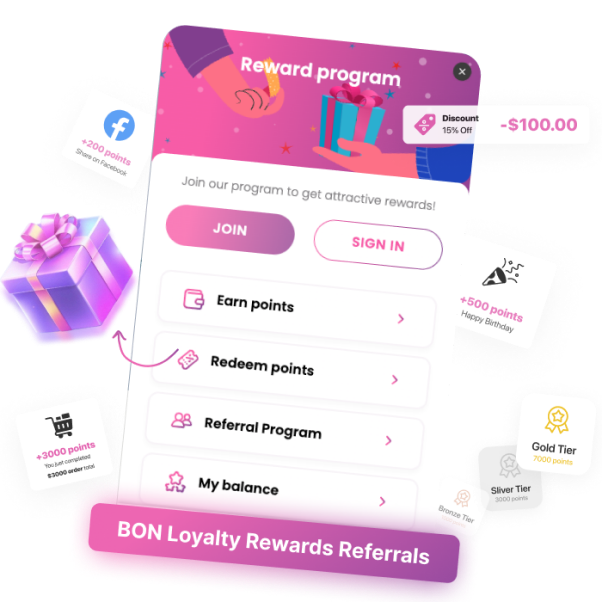 Reward program
Discount
15% Off
-$100.00
+200 points
Share on Facebook
Join our program to get attractive rewards!
JOIN
SIGN IN
Earn points
+500 points
Happy Birthday
Redeem points
Referral Program
+3000 points
You just completed
$3000 order total
Gold Tier
7000 points
My balance
Sliver Tier
3000 points
Bronze Tier
BON Loyalty Rewards Referrals